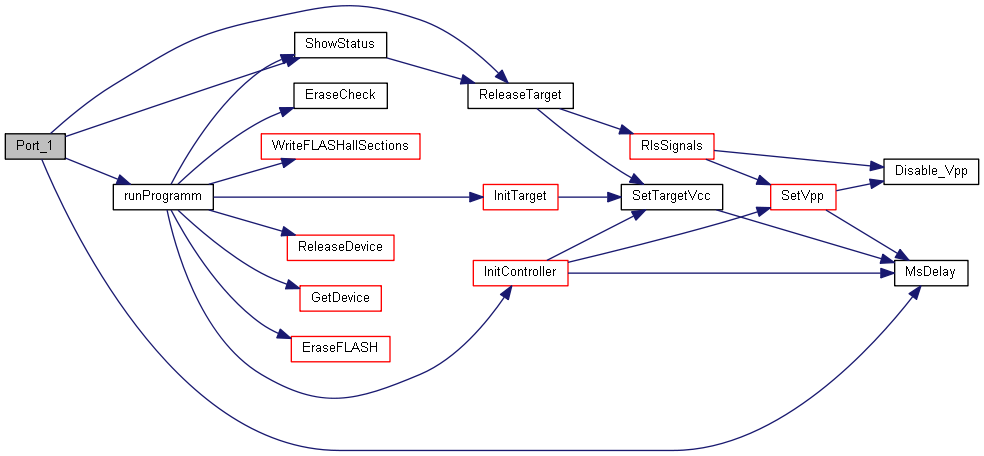 ShowStatus
EraseCheck
ReleaseTarget
Port_1
WriteFLASHallSections
RlsSignals
Disable_Vpp
runProgramm
InitTarget
SetTargetVcc
SetVpp
ReleaseDevice
InitController
MsDelay
GetDevice
EraseFLASH